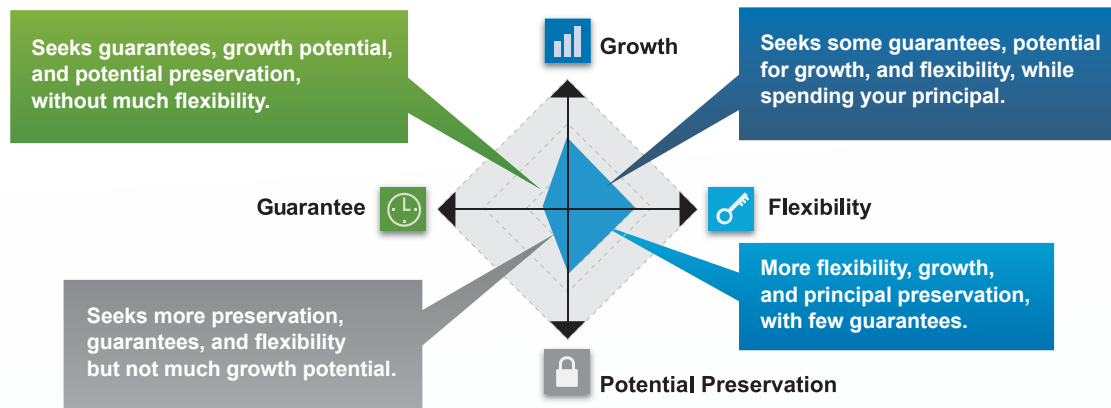 Seeks guarantees, growth potential,
and potential preservation,
without much flexibility.
Growth
Seeks some guarantees, potential
for growth, and flexibility, while
spending your principal.
Guarantee
Flexibility
Seeks more preservation,
guarantees, and flexibility
but not much growth potential.
More flexibility, growth,
and principal preservation,
with few guarantees.
Potential Preservation